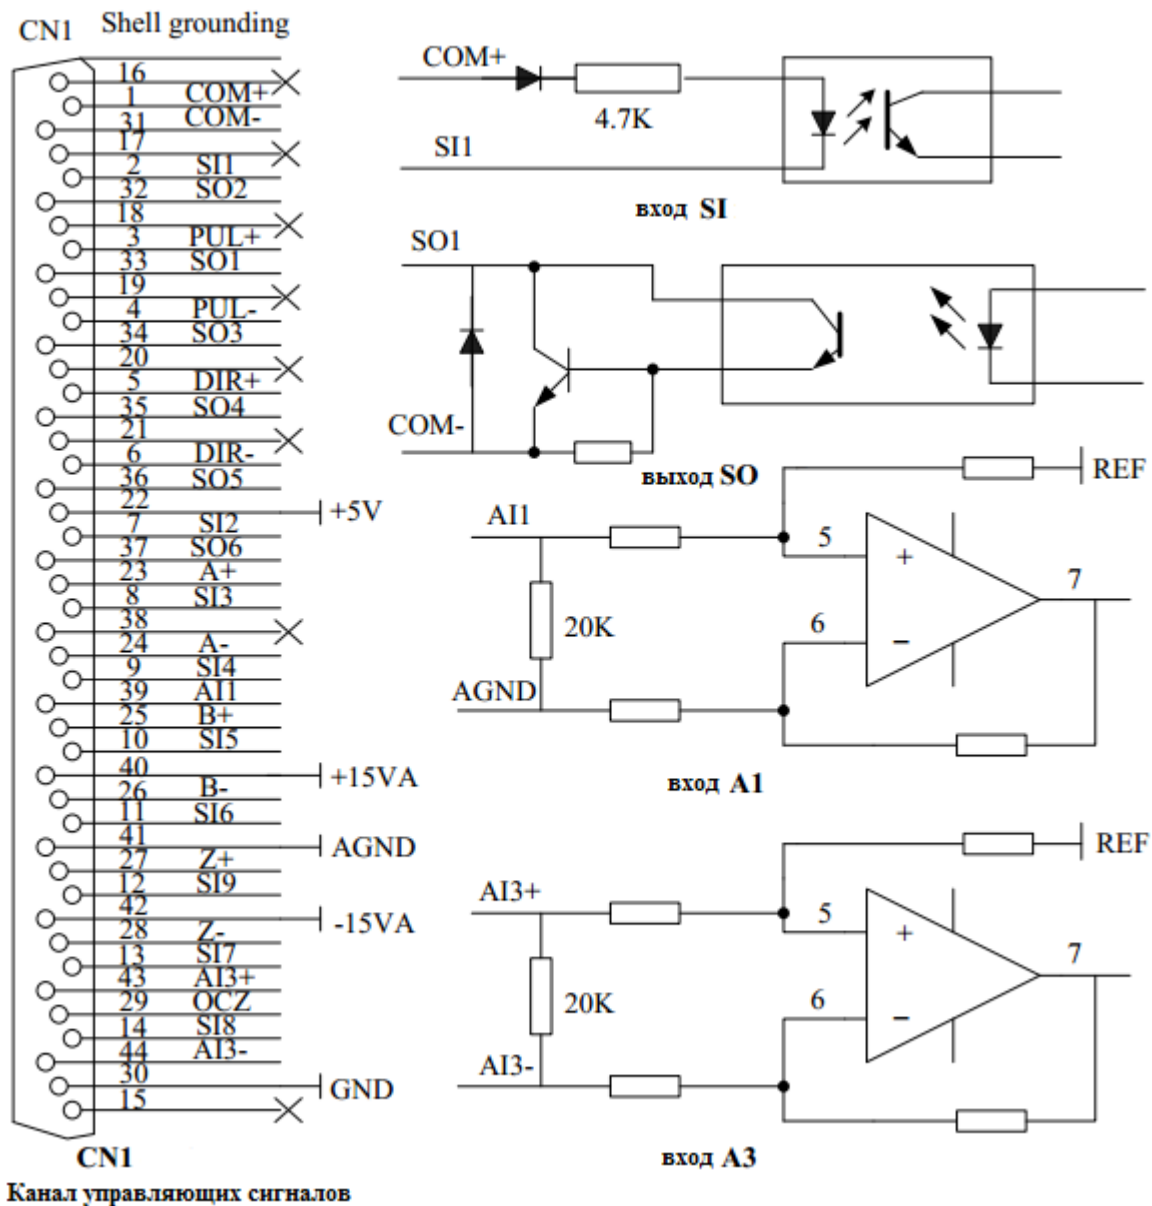 CN1 Shell grounding
16
1 COM+
31 COM-
17
2 SI1
32 SO2
18
3 PUL+
33 SO1
19
4 PUL-
34 SO3
20
5 DIR+
35 SO4
21
6 DIR-
36 SO5
22 +5V
7 SI2
37 SO6
23 A+
8 SI3
38
24 A-
9 SI4
39 AI1
25 B+
10 SI5
40 +15VA
26 B-
11 SI6
41 AGND
27 Z+
12 SI9
42 -15VA
28 Z-
13 SI7
43 AI3+
29 OCZ
14 SI8
44 AI3-
30 GND
15
CN1
Канал управляющих сигналов
COM+
4.7K
SI1
вход SI
SO1
COM-
выход SO
REF
AI1
5
+
7
20K
6
−
AGND
вход A1
REF
AI3+
5
+
7
20K
6
−
AI3-
вход A3